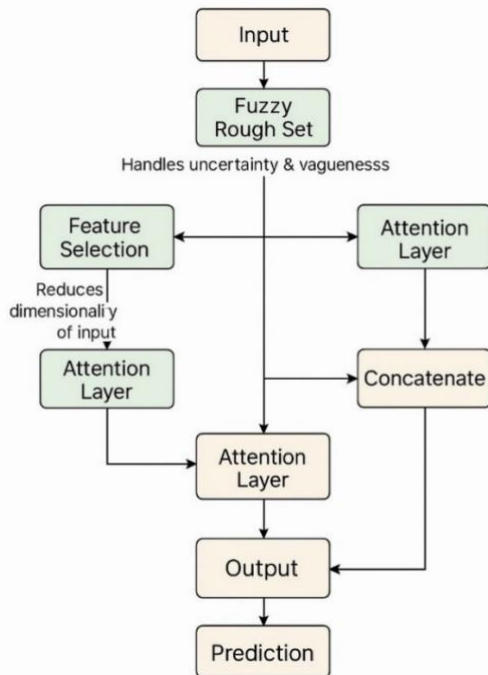 Input
Fuzzy
Rough Set
Handles uncertainty & vaguenesss
Feature
Selection
Attention
Layer
Reduces
dimensionaliy
of input
Attention
Layer
Concatenate
Attention
Layer
Output
Prediction